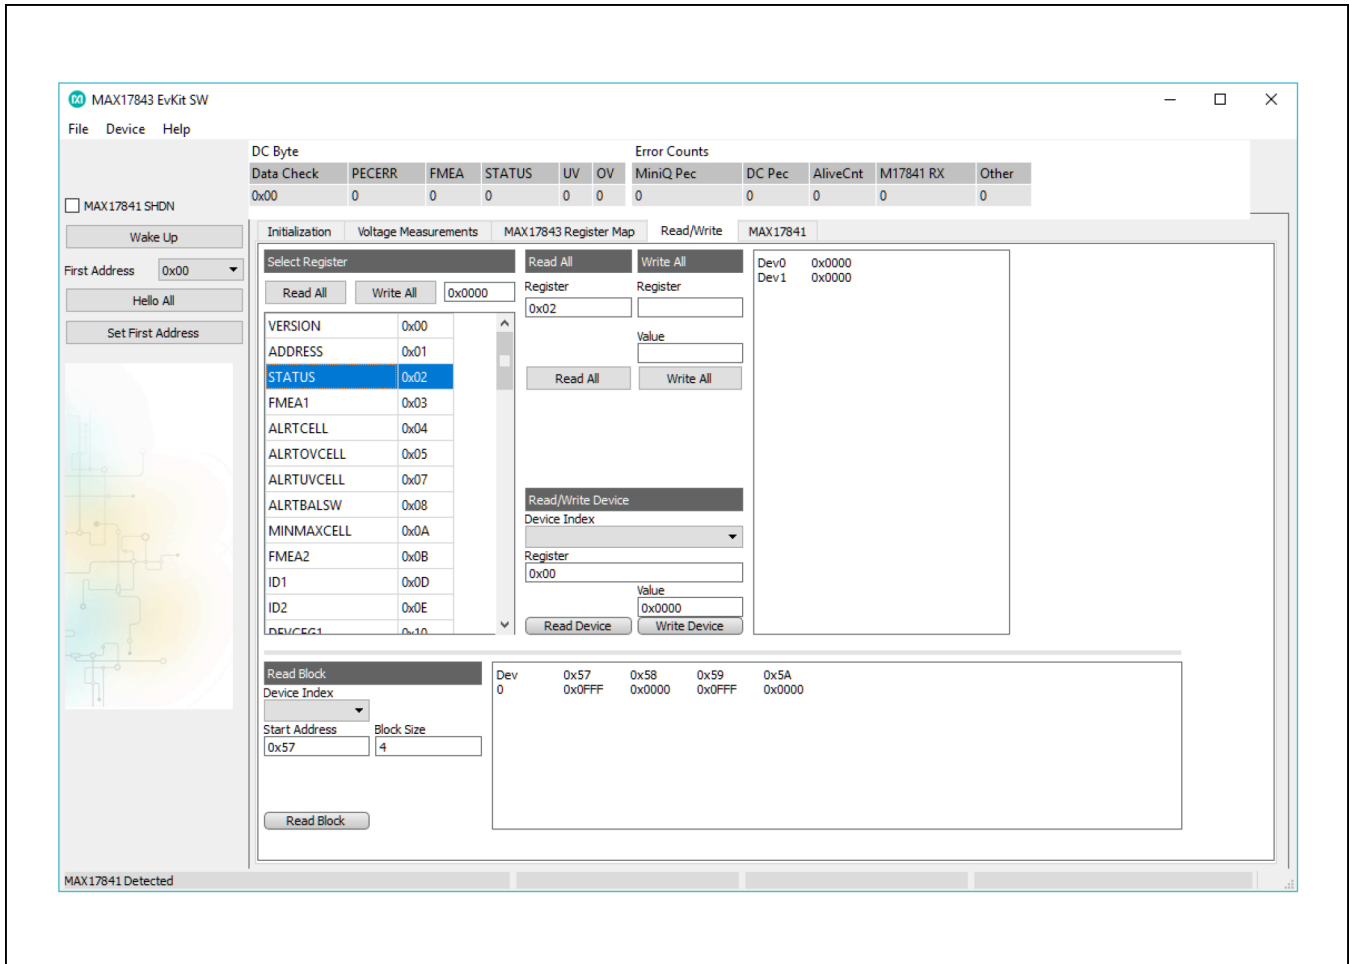 MAX17843 EvKit SW
File Device Help
DC Byte Error Counts
Data Check PECERR FMEA STATUS UV OV MiniQ Pec DC Pec AliveCnt M17841 RX Other
0x00 0 0 0 0 0 0 0 0 0 0
MAX17841 SHDN
Wake Up
First Address 0x00
Hello All
Set First Address
Initialization Voltage Measurements MAX17843 Register Map Read/Write MAX17841
Select Register
Read All Write All 0x0000
VERSION 0x00
ADDRESS 0x01
STATUS 0x02
FMEA1 0x03
ALRTCELL 0x04
ALRTOVCELL 0x05
ALRTUVCELL 0x07
ALRTBALSW 0x08
MINMAXCELL 0x0A
FMEA2 0x0B
ID1 0x0D
ID2 0x0E
DEVCFG1 0x10
Read All Write All
Register Register
0x02
Value
Read All Write All
Read/Write Device
Device Index
Register
0x00
Value
0x0000
Read Device Write Device
Dev0 0x0000
Dev1 0x0000
Read Block
Device Index
Start Address Block Size
0x57 4
Read Block
Dev 0x57 0x58 0x59 0x5A
0 0x0FFF 0x0000 0x0FFF 0x0000
MAX17841 Detected